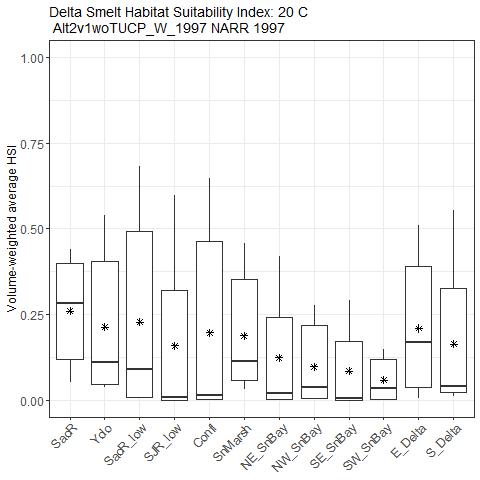 Delta Smelt Habitat Suitability Index: 20 C
Alt2v1woTUCP_W_1997 NARR 1997
Volume-weighted average HSI
1.00
0.75
0.50
0.25
0.00
SacR
Yolo
SacR_low
SJR_low
Confl
SnMarsh
NE_SnBay
NW_SnBay
SE_SnBay
SW_SnBay
E_Delta
S_Delta